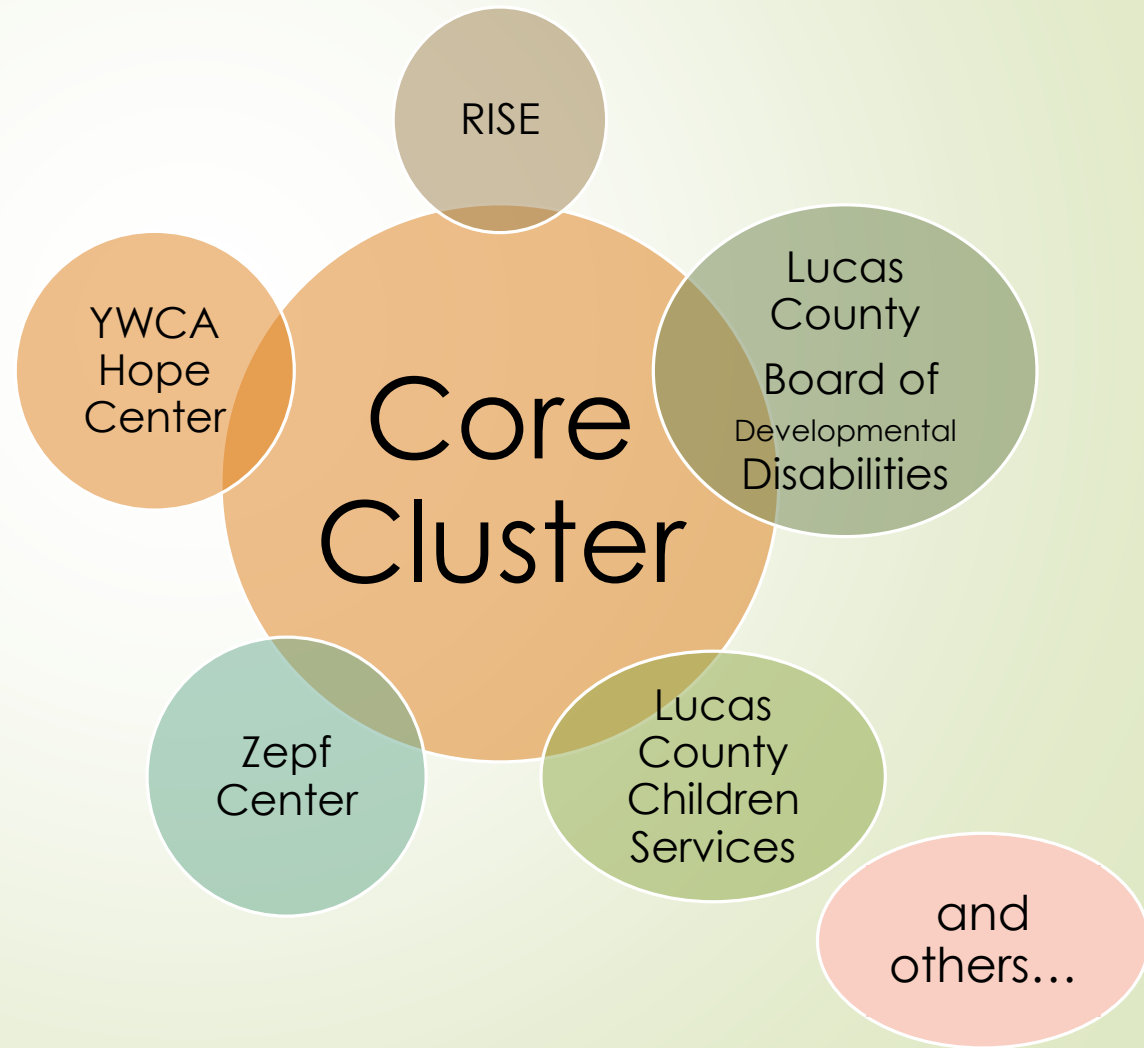 RISE
YWCA
Hope
Center
Core
Cluster
Lucas
County
Board of
Developmental
Disabilities
Zepf
Center
Lucas
County
Children
Services
and
others…